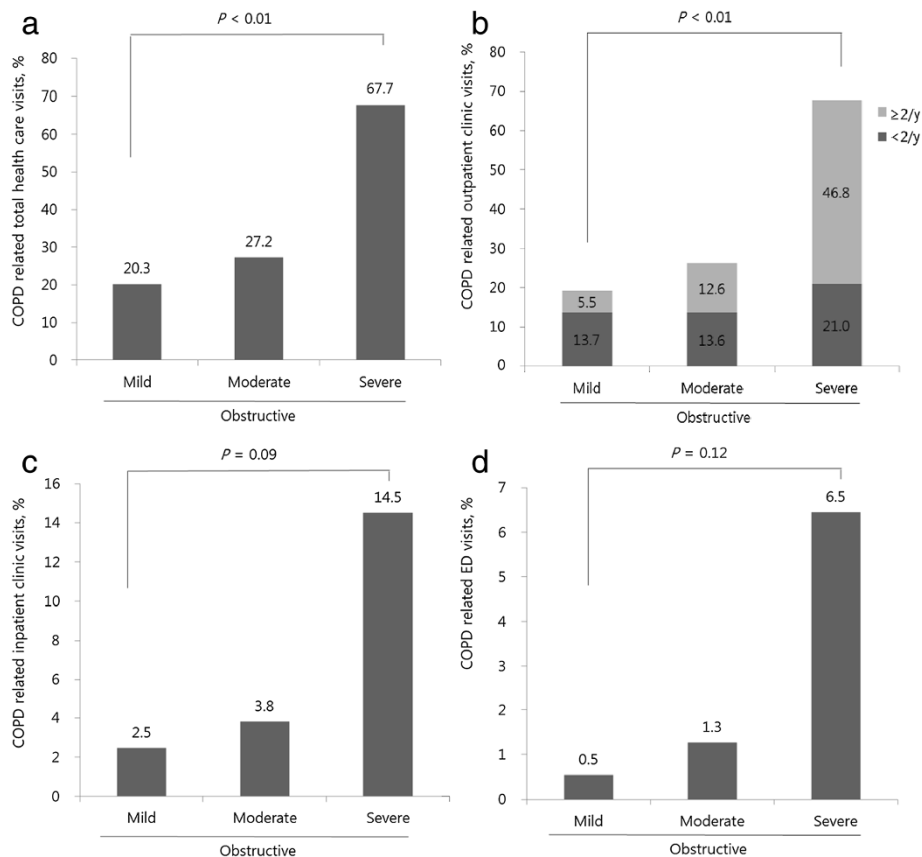 a
P < 0.01
COPD related total health care visits, %
80
70
60
50
40
30
20
10
0
20.3
27.2
67.7
Mild Moderate Severe
Obstructive
b
P < 0.01
COPD related outpatient clinic visits, %
80
70
60
50
40
30
20
10
0
≥2/y
<2/y
5.5
13.7
12.6
13.6
46.8
21.0
Mild Moderate Severe
Obstructive
c
P = 0.09
COPD related inpatient clinic visits, %
16
14
12
10
8
6
4
2
0
2.5
3.8
14.5
Mild Moderate Severe
Obstructive
d
P = 0.12
COPD related ED visits, %
7
6
5
4
3
2
1
0
0.5
1.3
6.5
Mild Moderate Severe
Obstructive